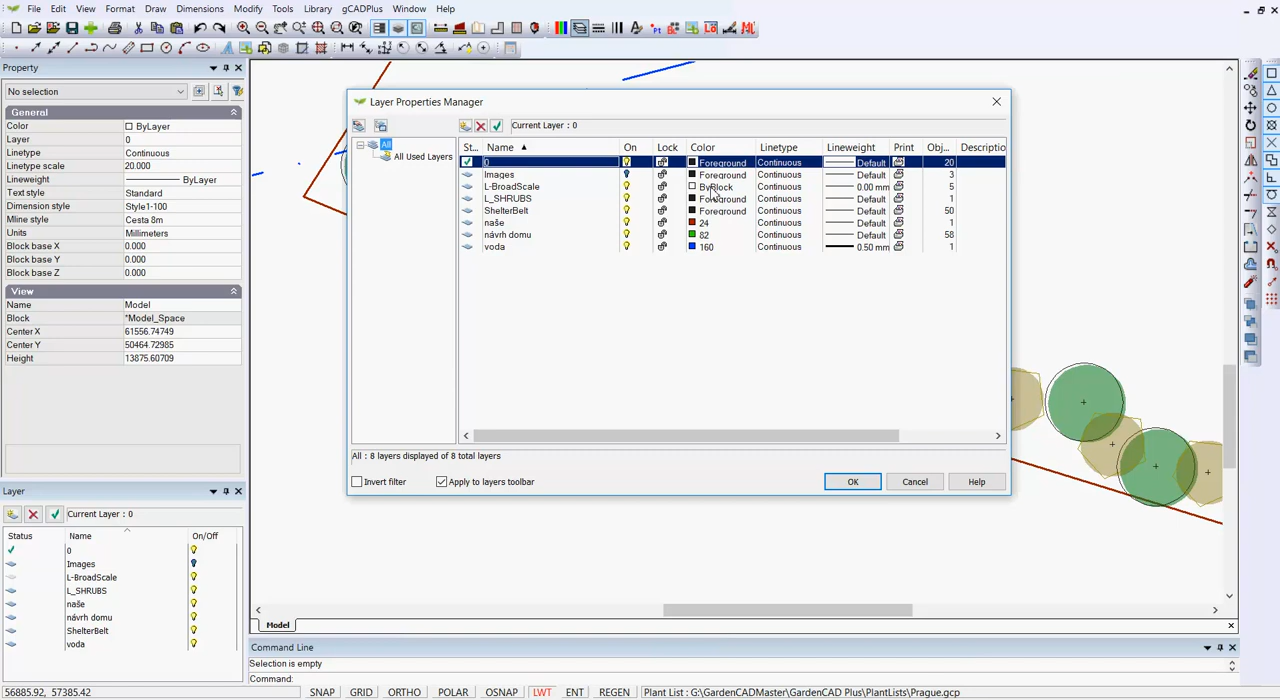 File Edit View Format Draw Dimensions Modify Tools Library gCADPlus Window Help
Property
No selection
General
Color ByLayer
Layer 0
Linetype Continuous
Linetype scale 20.000
Lineweight ByLayer
Text style Standard
Dimension style Style1-100
Mline style Cesta 8m
Units Millimeters
Block base X 0.000
Block base Y 0.000
Block base Z 0.000
View
Name Model
Block *Model_Space
Center X 61556.74749
Center Y 50464.72985
Height 13875.60709
Layer
Current Layer : 0
Status Name On/Off
0
Images
L-BroadScale
L_SHRUBS
naše
návrh domu
ShelterBelt
voda
Layer Properties Manager
Current Layer : 0
All
All Used Layers
St... Name On Lock Color Linetype Lineweight Print Obj... Descriptio
0 Foreground Continuous Default 20
Images Foreground Continuous Default 3
L-BroadScale ByBlock Continuous 0.00 mm 5
L_SHRUBS Foreground Continuous Default 1
ShelterBelt Foreground Continuous Default 50
naše 24 Continuous Default 1
návrh domu 82 Continuous Default 58
voda 160 Continuous 0.50 mm 1
All : 8 layers displayed of 8 total layers
Invert filter Apply to layers toolbar OK Cancel Help
Model
Command Line
Selection is empty
Command:
56885.92, 57385.42 SNAP GRID ORTHO POLAR OSNAP LWT ENT REGEN Plant List : G:\GardenCADMaster\GardenCAD Plus\PlantLists\Prague.gcp